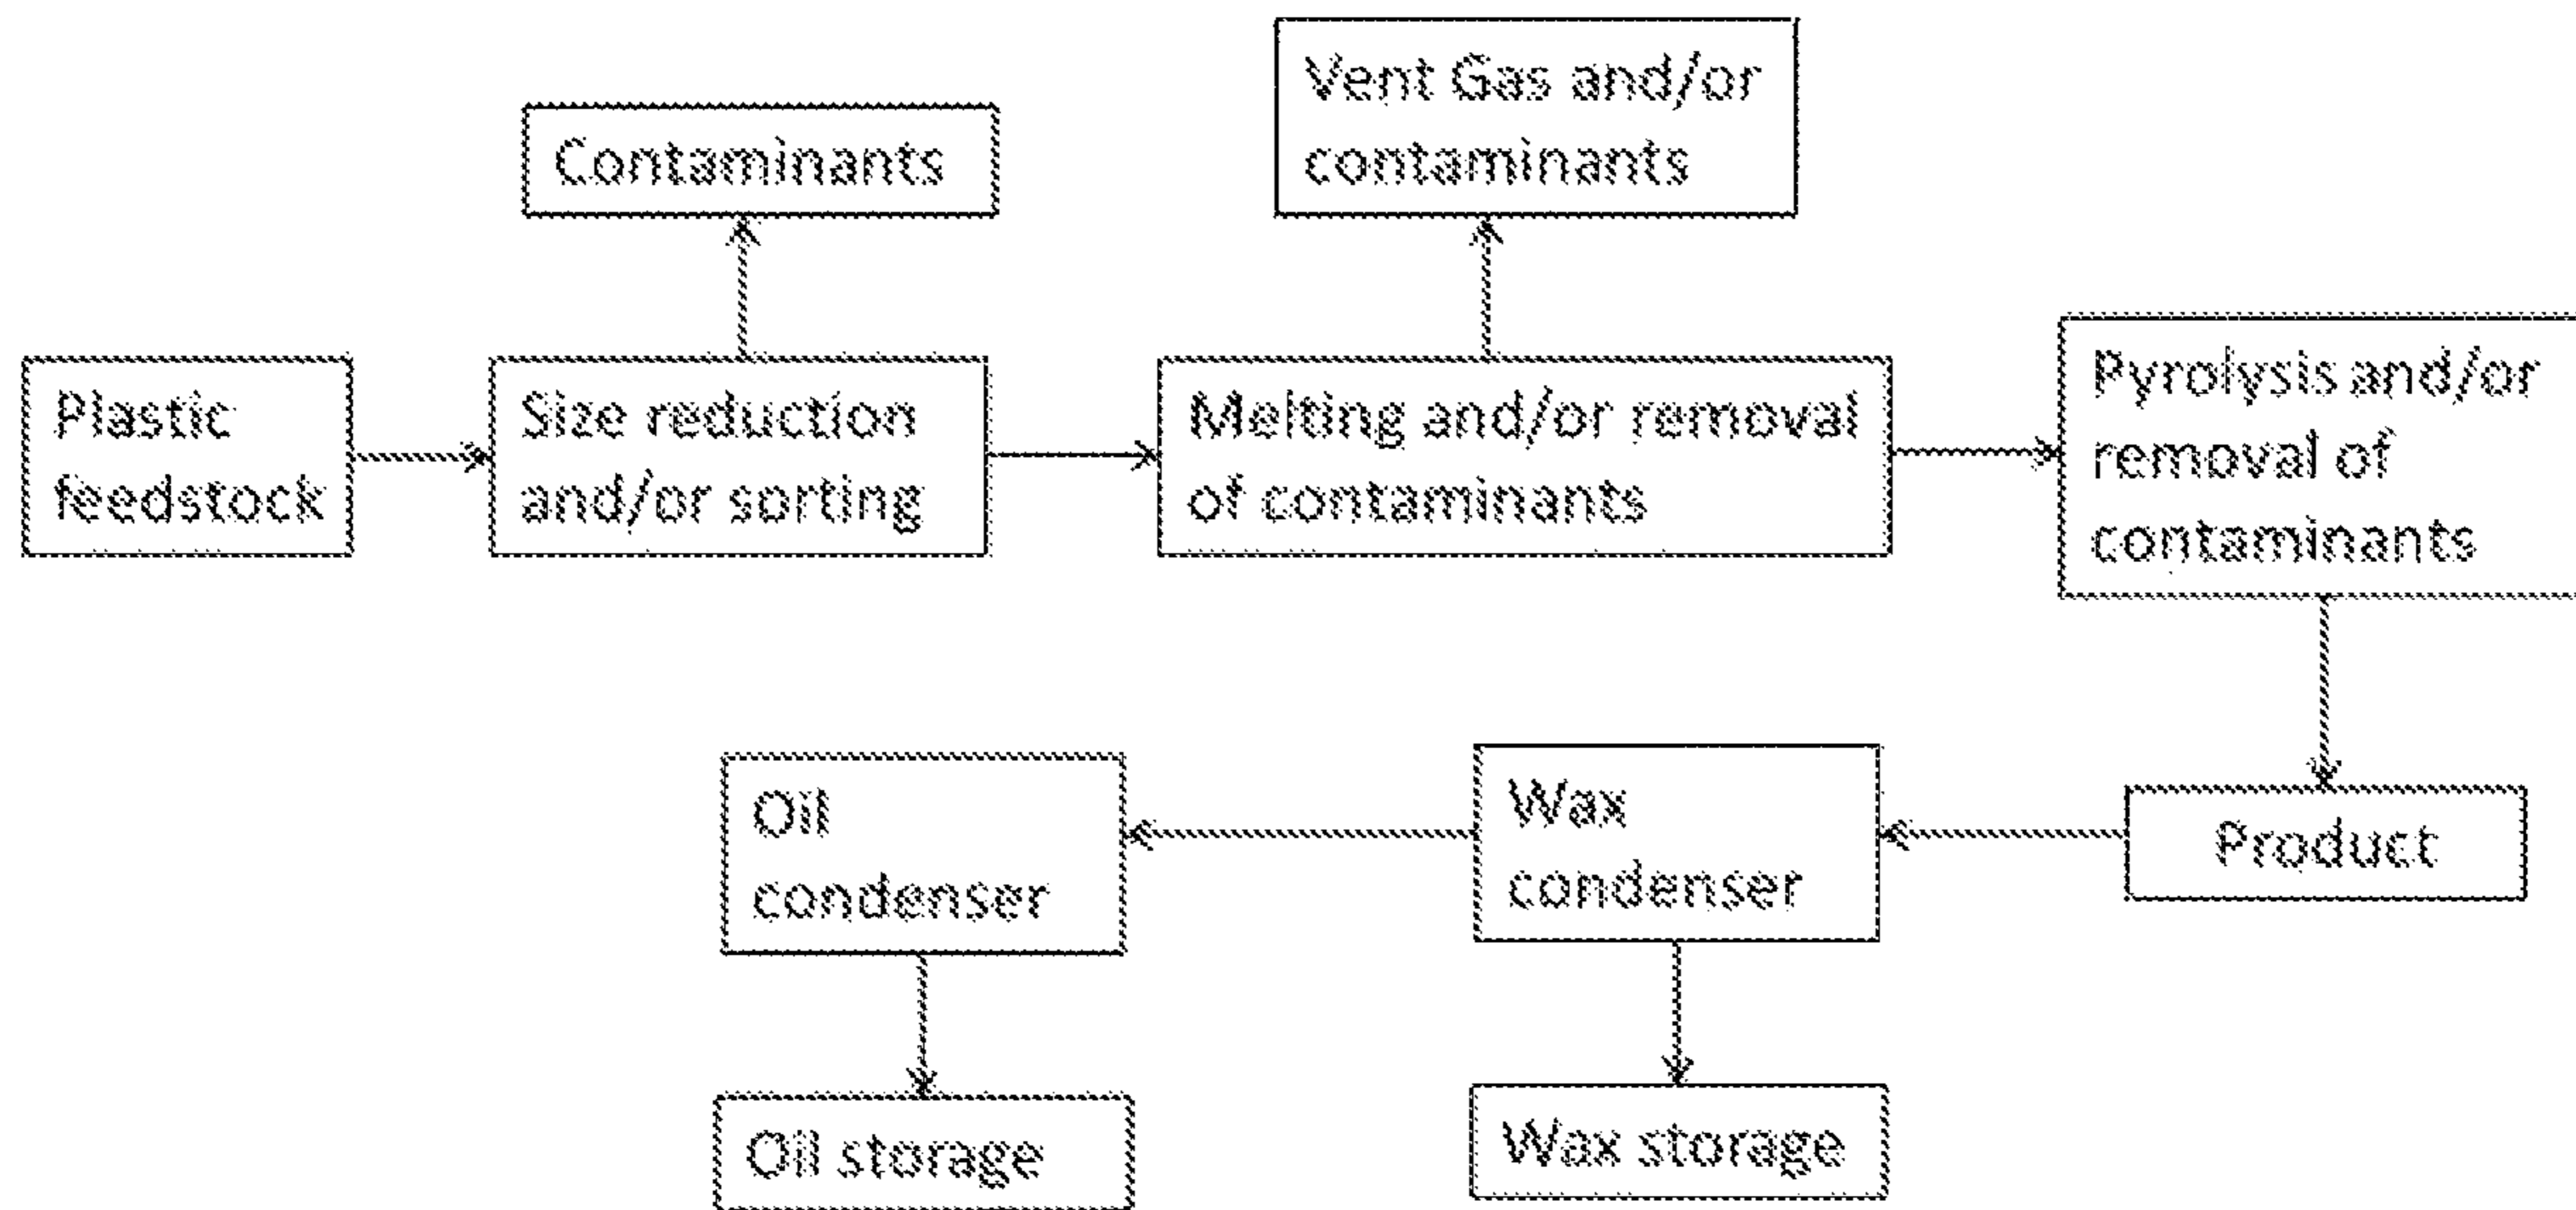 Vent Gas and/or
contaminants
Contaminants
Plastic
feedstock
Size reduction
and/or sorting
Melting and/or removal
of contaminants
Pyrolysis and/or
removal of
contaminants
Product
Wax
condenser
Oil
condenser
Wax storage
Oil storage